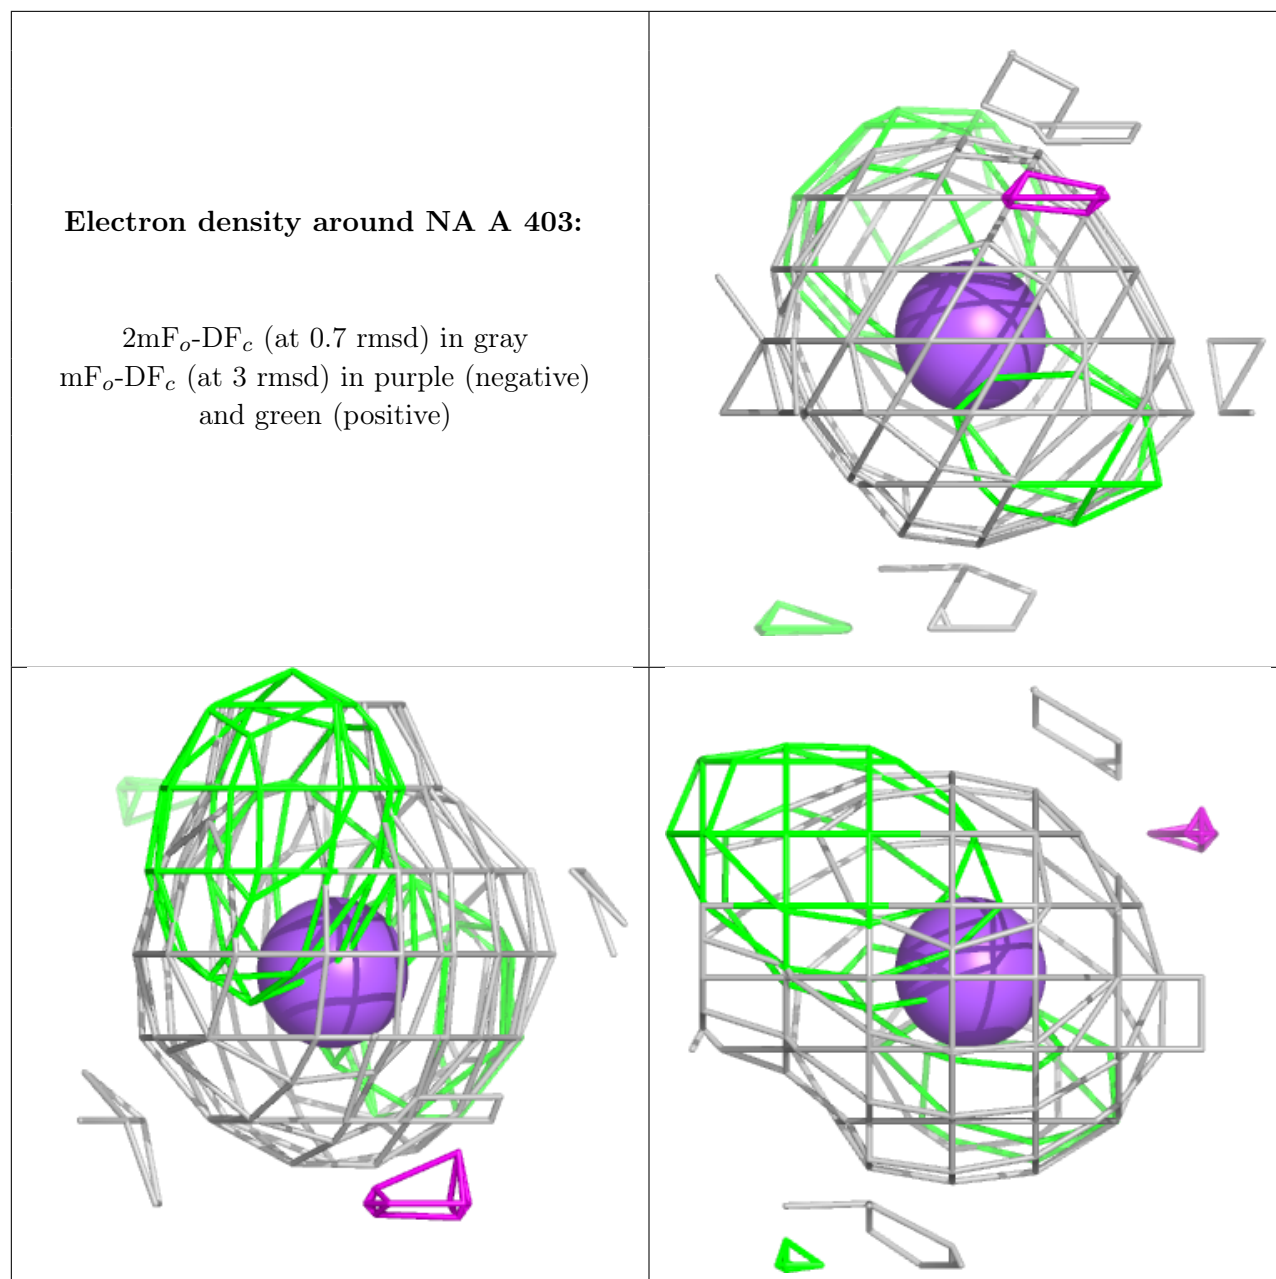 Electron density around NA A 403:
2mFo-DFc (at 0.7 rmsd) in gray
mFo-DFc (at 3 rmsd) in purple (negative)
and green (positive)